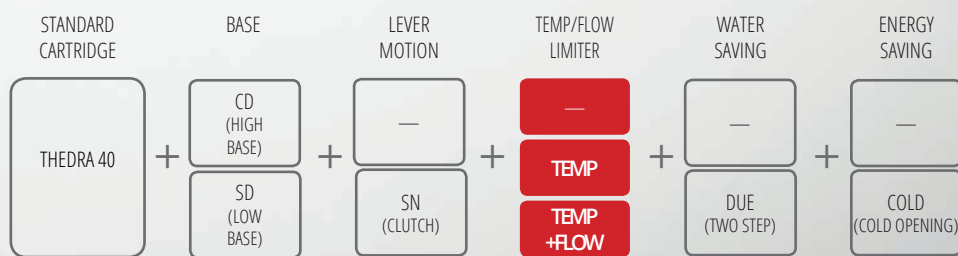 STANDARD
CARTRIDGE
BASE
LEVER
MOTION
TEMP/FLOW
LIMITER
WATER
SAVING
ENERGY
SAVING
THEDRA 40
+
CD
(HIGH
BASE)
SD
(LOW
BASE)
+
—
SN
(CLUTCH)
+
—
TEMP
TEMP
+FLOW
+
—
DUE
(TWO STEP)
+
—
COLD
(COLD OPENING)